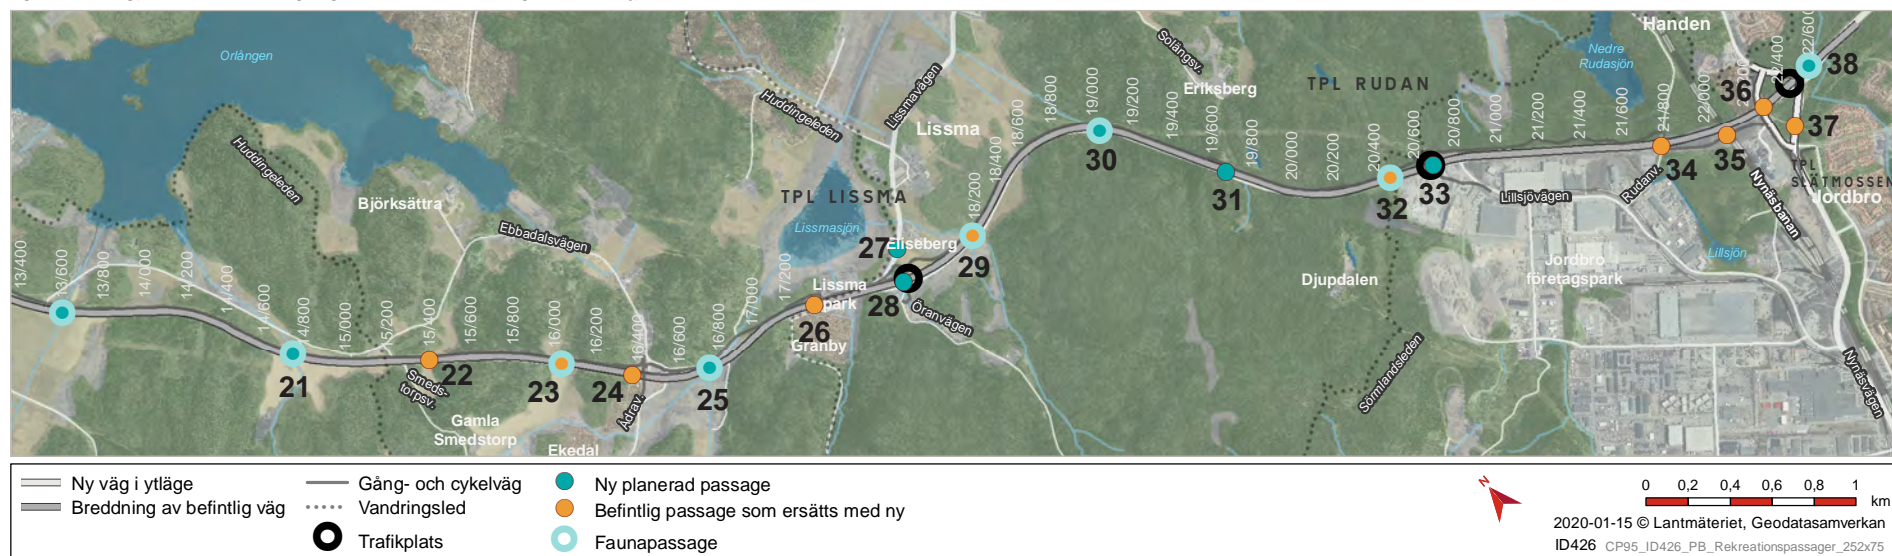 Orlången
Huddingeleden
Björksättra
Ebbadalsvägen
Smeds-
torpsv.
Gamla
Smedstorp
Ekedal
Ådrav.
Huddingeleden
Lissmavägen
Lissma
TPL LISSMA
Lissmasjön
Eliseberg
Lissma
park
Granby
Öranvägen
Solängsv.
Eriksberg
TPL RUDAN
Nedre
Rudasjön
Handen
Djupdalen
Sörmlandsleden
Lillsjövägen
Rudanv.
Jordbro
företagspark
Lillsjön
Nynäsbanan
TPL
SLÄTMOSSEN
Jordbro
Nynäsvägen
13/400
13/600
13/800
14/000
14/200
14/400
14/600
14/800
15/000
15/200
15/400
15/600
15/800
16/000
16/200
16/400
16/600
16/800
17/000
17/200
18/200
18/400
18/600
18/800
19/000
19/200
19/400
19/600
19/800
20/000
20/200
20/400
20/600
20/800
21/000
21/200
21/400
21/600
21/800
22/000
22/400
22/600
21
22
23
24
25
26
27
28
29
30
31
32
33
34
35
36
37
38
Ny väg i ytläge
Breddning av befintlig väg
Gång- och cykelväg
Vandringsled
Trafikplats
Ny planerad passage
Befintlig passage som ersätts med ny
Faunapassage
N
0 0,2 0,4 0,6 0,8 1
km
2020-01-15 © Lantmäteriet, Geodatasamverkan
ID426 CP95_ID426_PB_Rekreationspassager_252x75